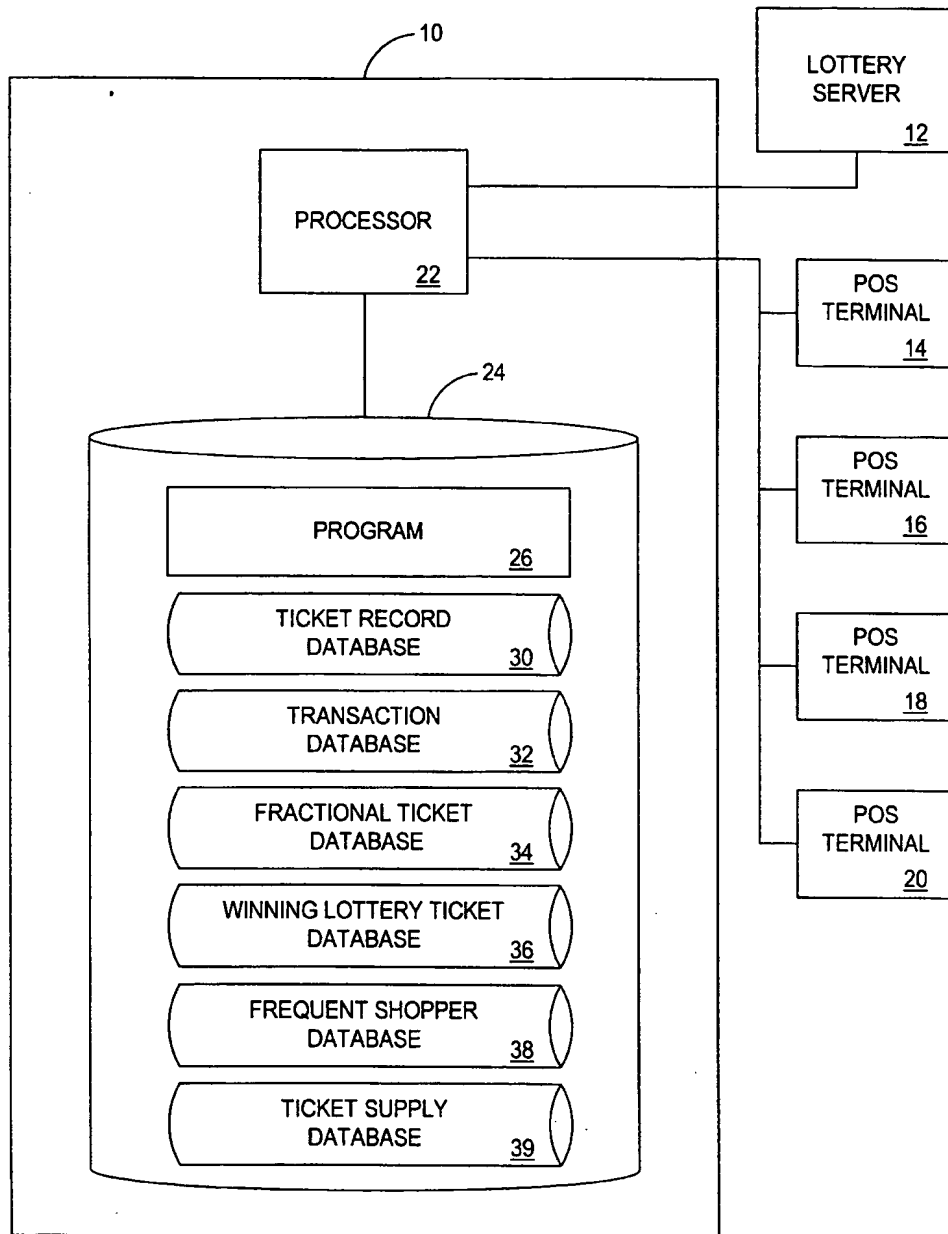 10
LOTTERY
SERVER
12
PROCESSOR
22
POS
TERMINAL
14
24
POS
TERMINAL
16
PROGRAM
26
TICKET RECORD
DATABASE
30
POS
TERMINAL
18
TRANSACTION
DATABASE
32
FRACTIONAL TICKET
DATABASE
34
POS
TERMINAL
20
WINNING LOTTERY TICKET
DATABASE
36
FREQUENT SHOPPER
DATABASE
38
TICKET SUPPLY
DATABASE
39